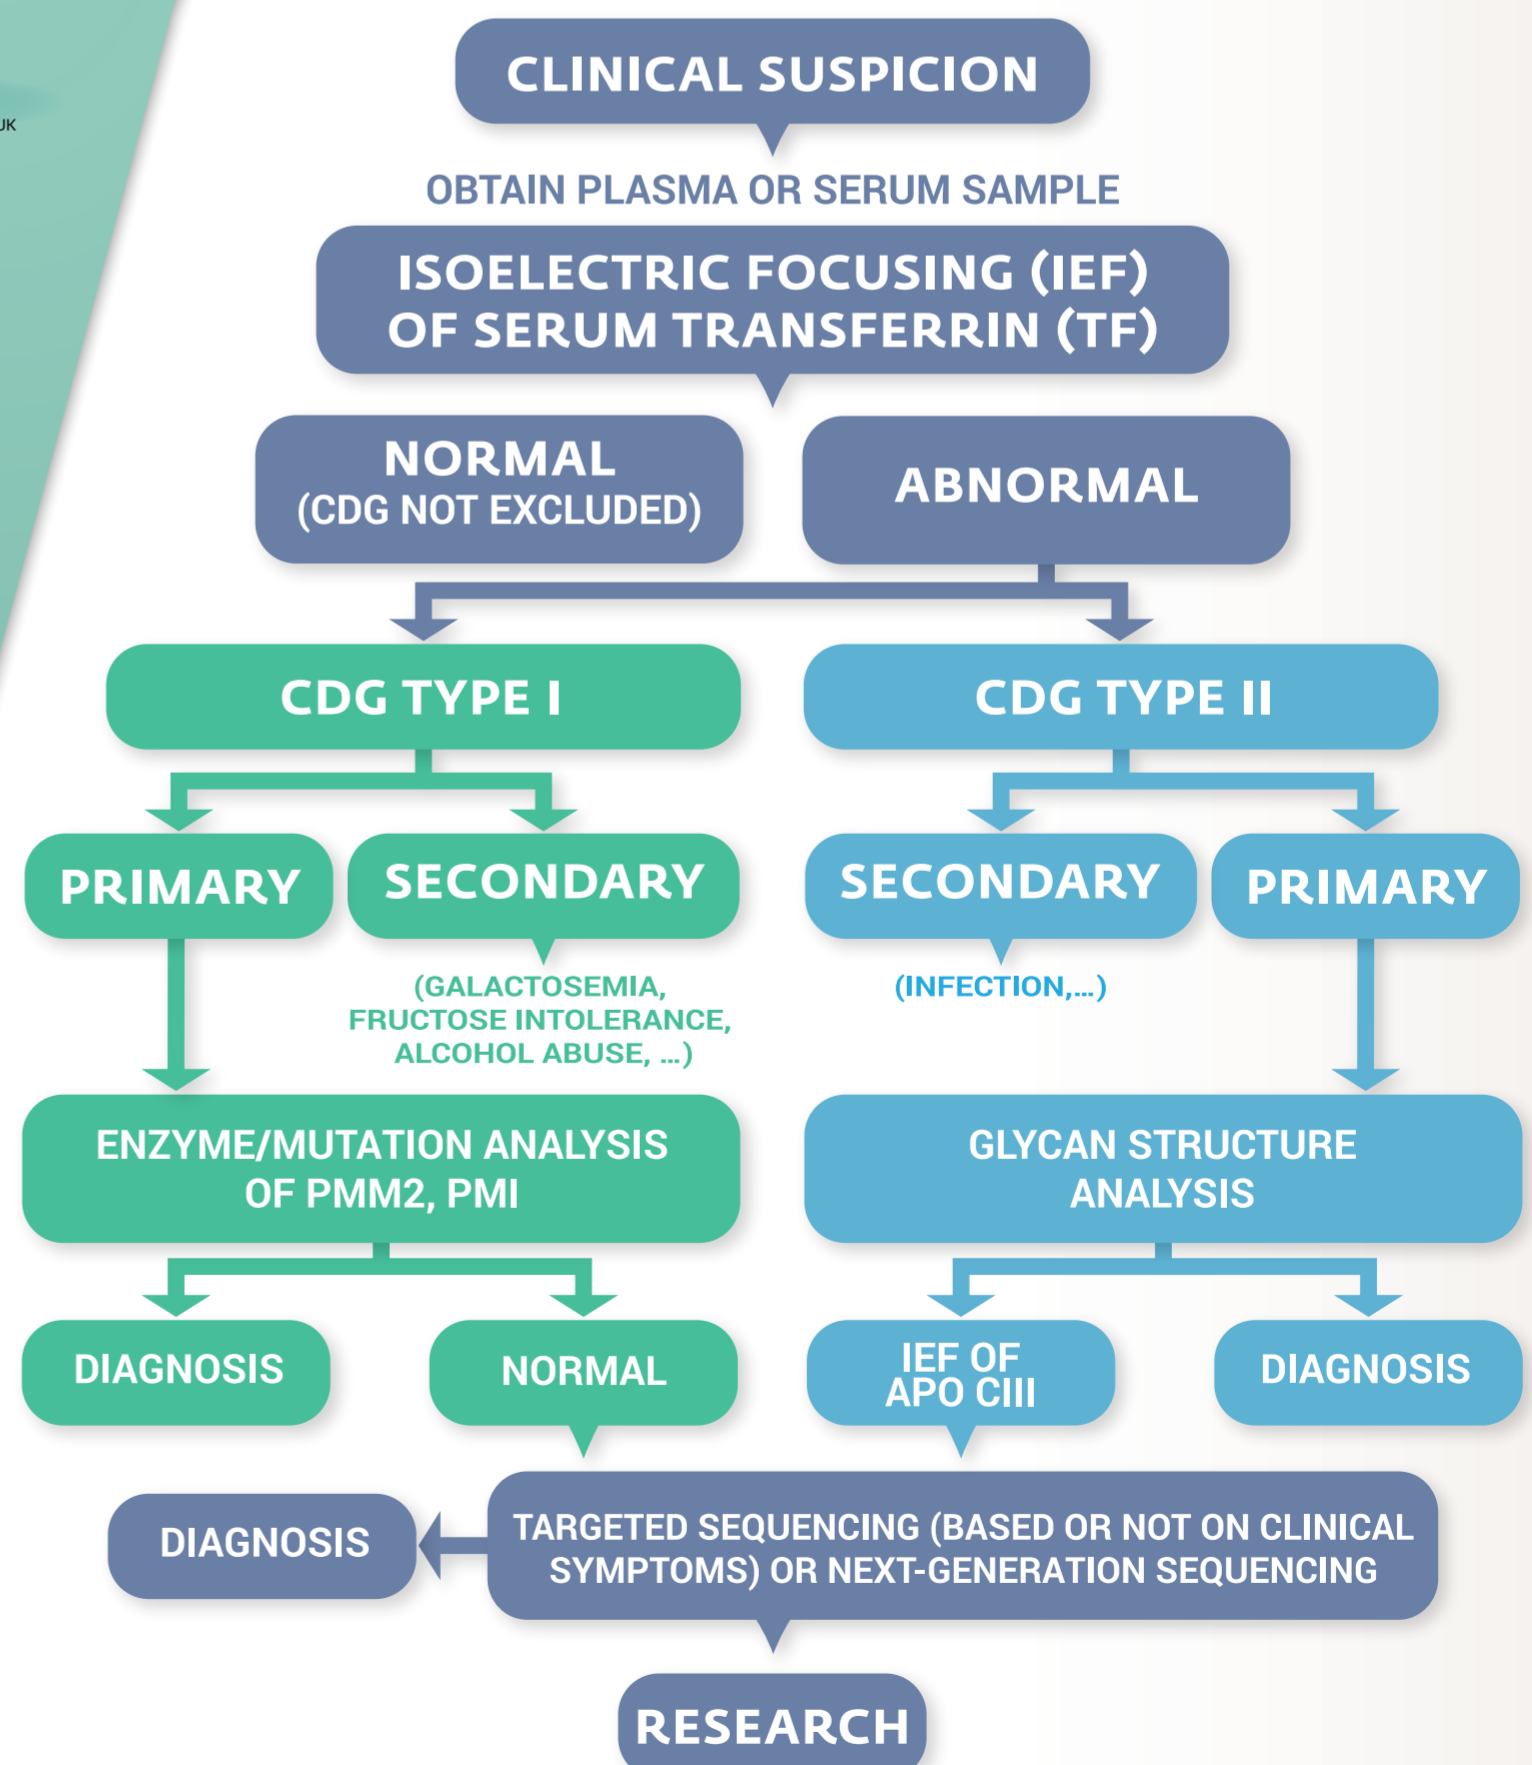 CLINICAL SUSPICION
UK
OBTAIN PLASMA OR SERUM SAMPLE
ISOELECTRIC FOCUSING (IEF)
OF SERUM TRANSFERRIN (TF)
NORMAL
(CDG NOT EXCLUDED)
ABNORMAL
CDG TYPE I
CDG TYPE II
PRIMARY
SECONDARY
SECONDARY
PRIMARY
(GALACTOSEMIA,
FRUCTOSE INTOLERANCE,
ALCOHOL ABUSE, ...)
(INFECTION,...)
ENZYME/MUTATION ANALYSIS
OF PMM2, PMI
GLYCAN STRUCTURE
ANALYSIS
DIAGNOSIS
NORMAL
IEF OF
APO CIII
DIAGNOSIS
DIAGNOSIS
TARGETED SEQUENCING (BASED OR NOT ON CLINICAL
SYMPTOMS) OR NEXT-GENERATION SEQUENCING
RESEARCH